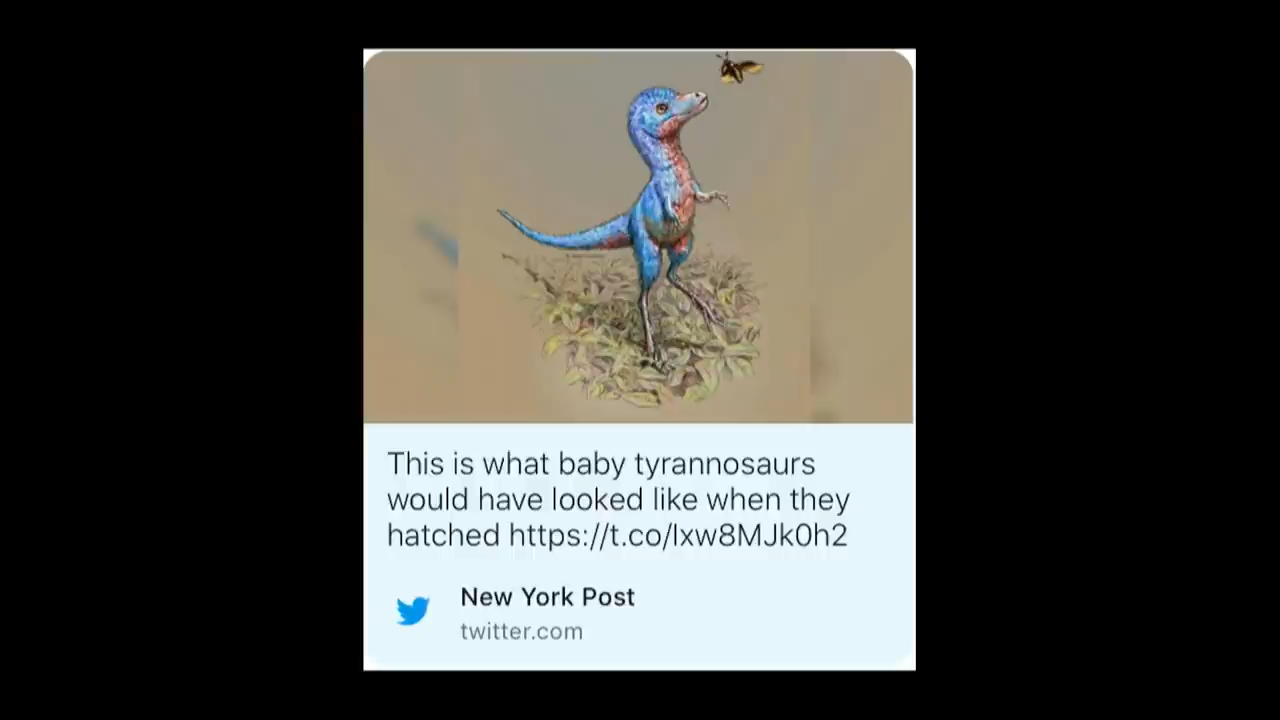 This is what baby tyrannosaurs
would have looked like when they
hatched https://t.co/lxw8MJk0h2
New York Post
twitter.com